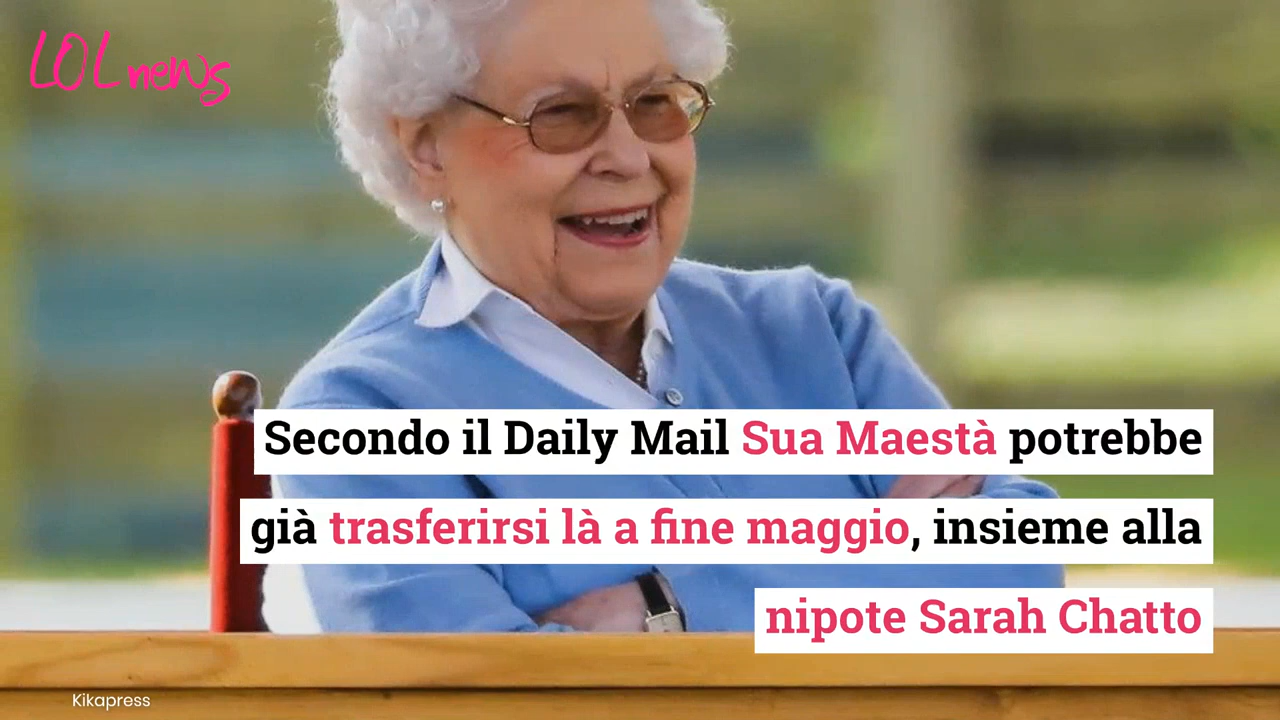 LOL news
Secondo il Daily Mail Sua Maestà potrebbe
già trasferirsi là a fine maggio, insieme alla
nipote Sarah Chatto
Kikapress